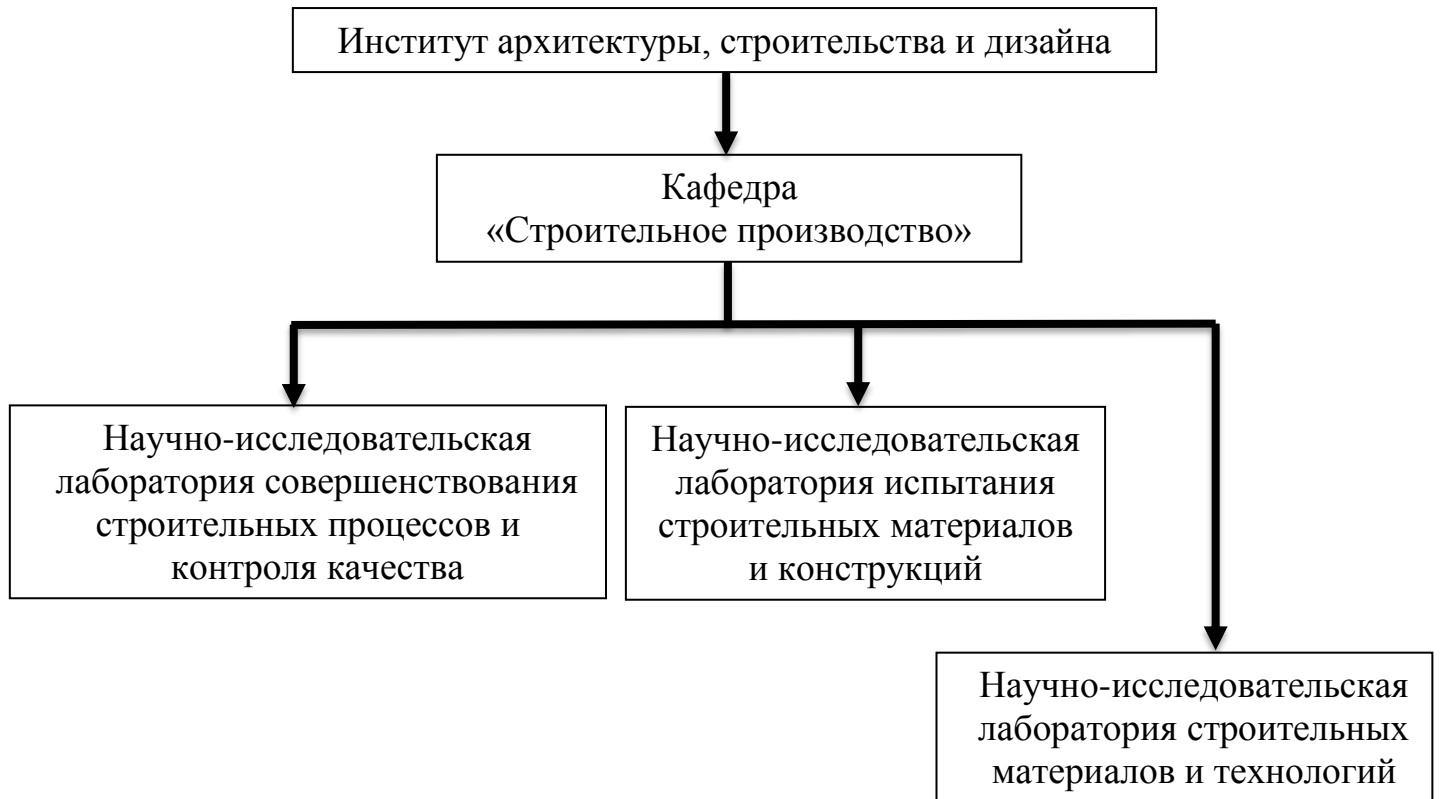 Институт архитектуры, строительства и дизайна
Кафедра
«Строительное производство»
Научно-исследовательская
лаборатория совершенствования
строительных процессов и
контроля качества
Научно-исследовательская
лаборатория испытания
строительных материалов
и конструкций
Научно-исследовательская
лаборатория строительных
материалов и технологий